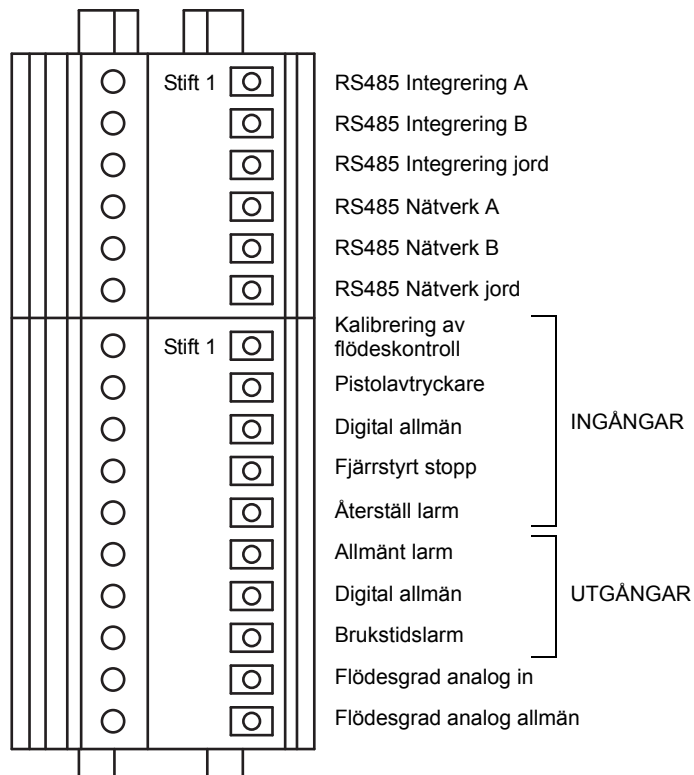 Stift 1 RS485 Integrering A
RS485 Integrering B
RS485 Integrering jord
RS485 Nätverk A
RS485 Nätverk B
RS485 Nätverk jord
Kalibrering av
flödeskontroll
Stift 1
Pistolavtryckare
Digital allmän
INGÅNGAR
Fjärrstyrt stopp
Återställ larm
Allmänt larm
Digital allmän
UTGÅNGAR
Brukstidslarm
Flödesgrad analog in
Flödesgrad analog allmän